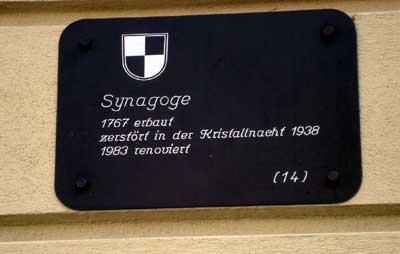 Synagoge
1767 erbaut
zerstört in der Kristallnacht 1938
1983 renoviert
(14)